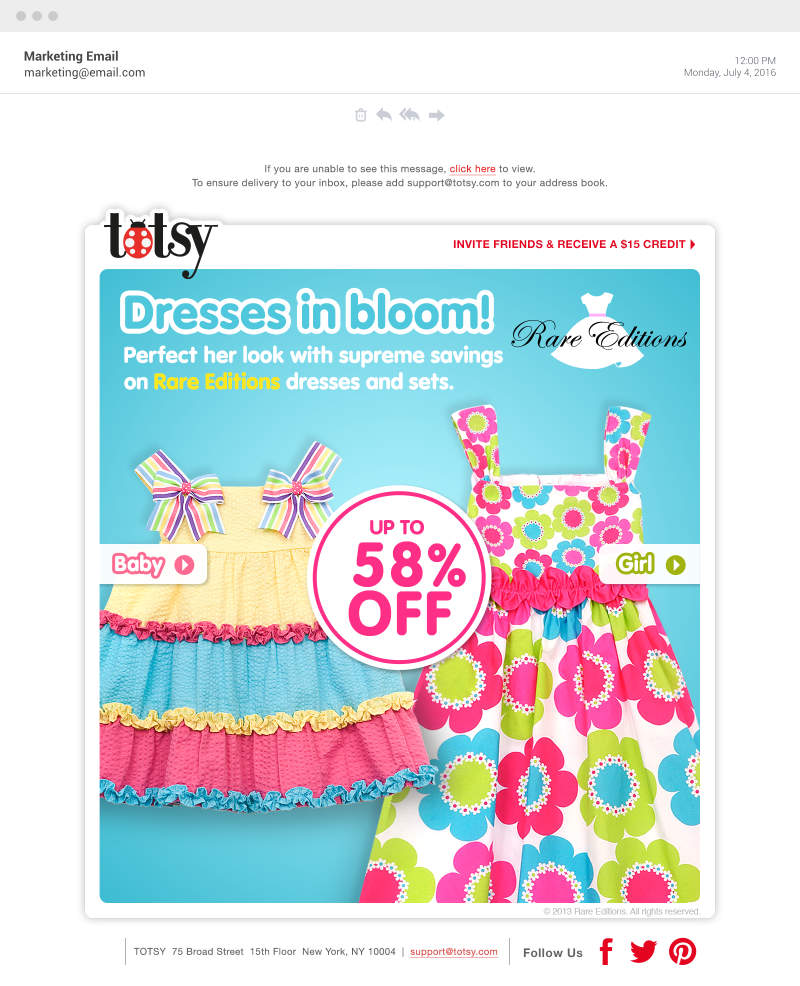 Marketing Email
marketing@email.com
12:00 PM
Monday, July 4, 2016
If you are unable to see this message, click here to view.
To ensure delivery to your inbox, please add support@totsy.com to your address book.
totsy
INVITE FRIENDS & RECEIVE A $15 CREDIT
Dresses in bloom!
Perfect her look with supreme savings
on Rare Editions dresses and sets.
Rare Editions
UP TO
58%
OFF
Baby
Girl
© 2013 Rare Editions. All rights reserved.
TOTSY 75 Broad Street 15th Floor New York, NY 10004 | support@totsy.com
Follow Us